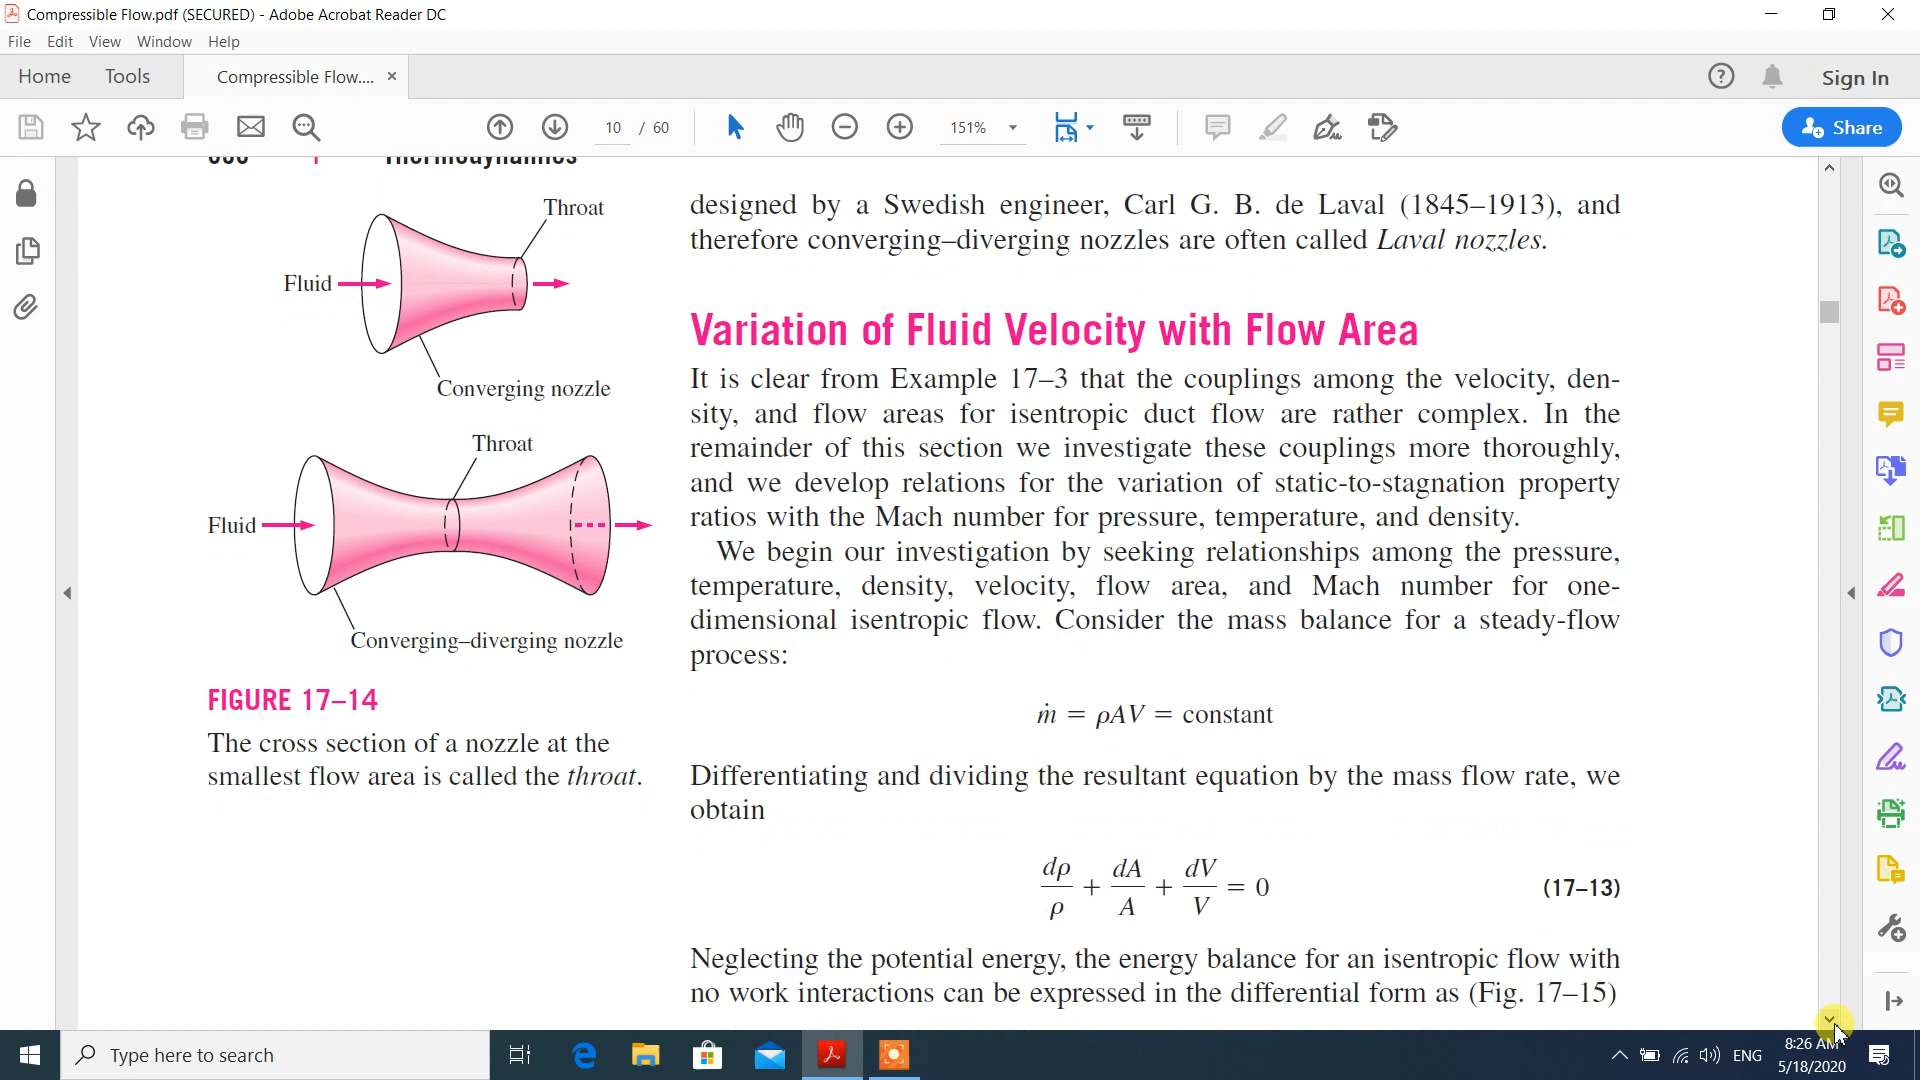 Compressible Flow.pdf (SECURED) - Adobe Acrobat Reader DC
File Edit View Window Help
Home Tools Compressible Flow.... × Sign In
10 / 60 151% Share
Thermodynamics
Throat
Fluid
Converging nozzle
Throat
Fluid
Converging–diverging nozzle
FIGURE 17–14
The cross section of a nozzle at the
smallest flow area is called the throat.
designed by a Swedish engineer, Carl G. B. de Laval (1845–1913), and
therefore converging–diverging nozzles are often called Laval nozzles.
Variation of Fluid Velocity with Flow Area
It is clear from Example 17–3 that the couplings among the velocity, den-
sity, and flow areas for isentropic duct flow are rather complex. In the
remainder of this section we investigate these couplings more thoroughly,
and we develop relations for the variation of static-to-stagnation property
ratios with the Mach number for pressure, temperature, and density.
We begin our investigation by seeking relationships among the pressure,
temperature, density, velocity, flow area, and Mach number for one-
dimensional isentropic flow. Consider the mass balance for a steady-flow
process:
ṁ = ρAV = constant
Differentiating and dividing the resultant equation by the mass flow rate, we
obtain
dρ/ρ + dA/A + dV/V = 0 (17–13)
Neglecting the potential energy, the energy balance for an isentropic flow with
no work interactions can be expressed in the differential form as (Fig. 17–15)
Type here to search
ENG
8:26 AM
5/18/2020